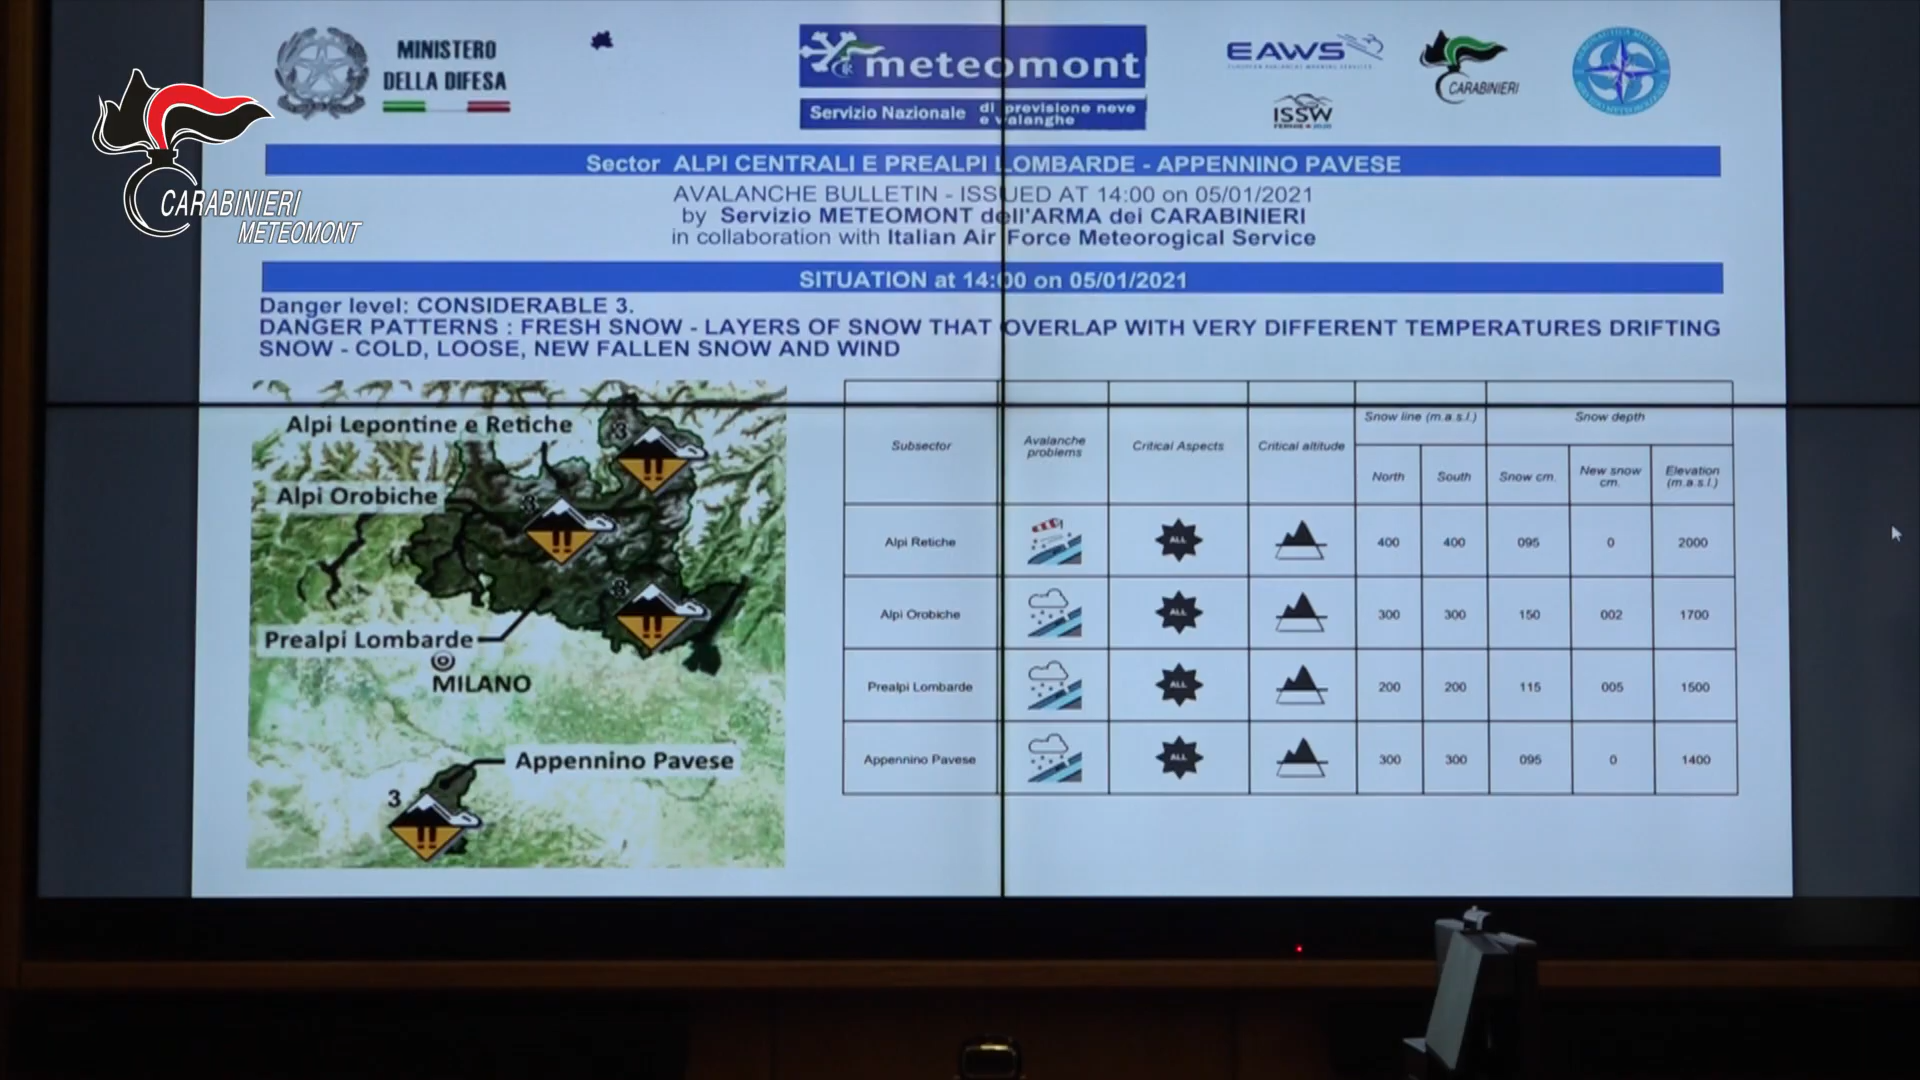 MINISTERO
DELLA DIFESA
meteomont
Servizio Nazionale di previsione neve
e valanghe
EAWS
EUROPEAN AVALANCHE WARNING SERVICES
ISSW
CARABINIERI
CARABINIERI
METEOMONT
Sector ALPI CENTRALI E PREALPI LOMBARDE - APPENNINO PAVESE
AVALANCHE BULLETIN - ISSUED AT 14:00 on 05/01/2021
by Servizio METEOMONT dell'ARMA dei CARABINIERI
in collaboration with Italian Air Force Meteorogical Service
SITUATION at 14:00 on 05/01/2021
Danger level: CONSIDERABLE 3.
DANGER PATTERNS : FRESH SNOW - LAYERS OF SNOW THAT OVERLAP WITH VERY DIFFERENT TEMPERATURES DRIFTING
SNOW - COLD, LOOSE, NEW FALLEN SNOW AND WIND
Alpi Lepontine e Retiche
3
Alpi Orobiche
3
3
Prealpi Lombarde
MILANO
Appennino Pavese
3
Subsector Avalanche problems Critical Aspects Critical altitude Snow line (m.a.s.l.) Snow depth
North South Snow cm. New snow cm. Elevation (m.a.s.l.)
Alpi Retiche ALL 400 400 095 0 2000
Alpi Orobiche ALL 300 300 150 002 1700
Prealpi Lombarde ALL 200 200 115 005 1500
Appennino Pavese ALL 300 300 095 0 1400